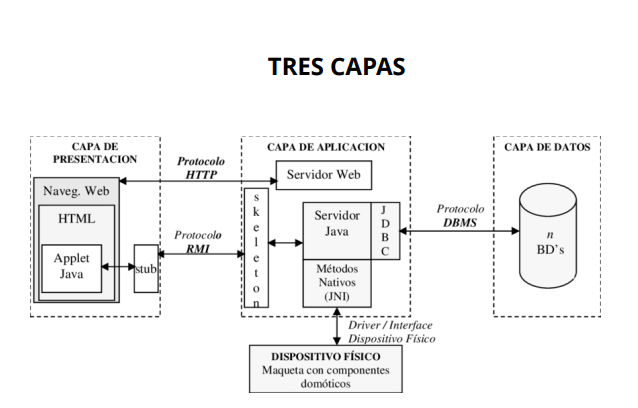 TRES CAPAS
CAPA DE
PRESENTACION
Naveg. Web
HTML
Applet
Java
stub
Protocolo
HTTP
Protocolo
RMI
CAPA DE APLICACION
Servidor Web
skeleton
Servidor
Java
JDBC
Métodos
Nativos
(JNI)
Protocolo
DBMS
CAPA DE DATOS
n
BD's
Driver / Interface
Dispositivo Físico
DISPOSITIVO FÍSICO
Maqueta con componentes
domóticos